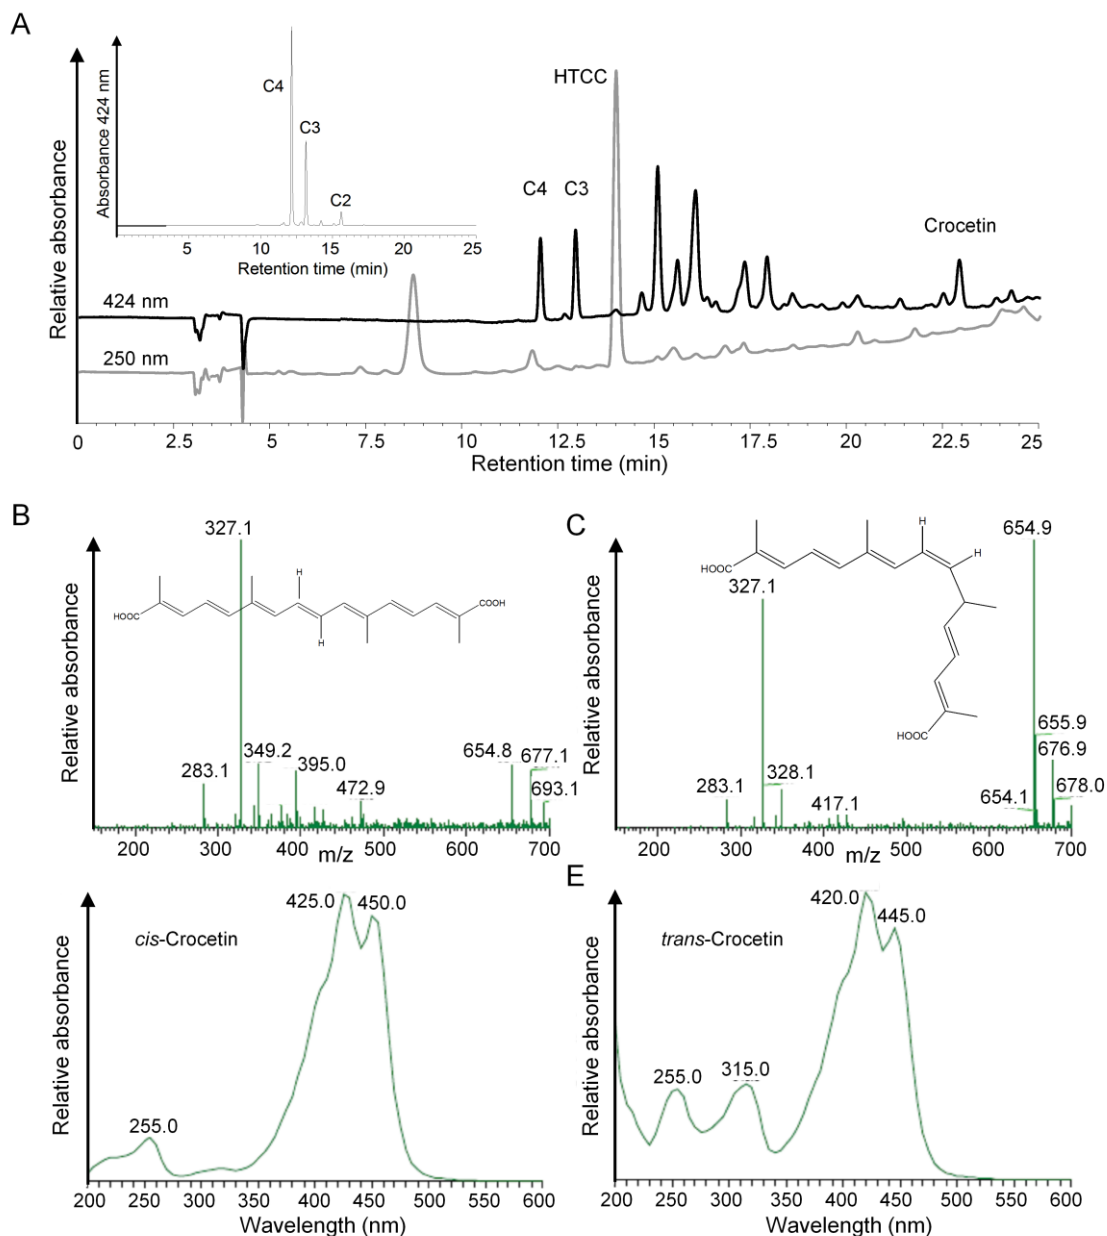 A
Relative absorbance
Absorbance 424 nm
C4
C3
C2
5
10
15
20
25
Retention time (min)
HTCC
C4
C3
Crocetin
424 nm
250 nm
0
2.5
5
7.5
10
12.5
15
17.5
20
22.5
25
Retention time (min)
B
Relative absorbance
327.1
HOOC
H
H
COOH
283.1
349.2
395.0
472.9
654.8
677.1
693.1
200
300
400
500
600
700
m/z
C
Relative absorbance
HOOC
H
H
HOOC
327.1
283.1
328.1
417.1
654.9
655.9
676.9
654.1
678.0
200
300
400
500
600
700
m/z
Relative absorbance
cis-Crocetin
255.0
425.0
450.0
200
250
300
350
400
450
500
550
600
Wavelength (nm)
E
Relative absorbance
trans-Crocetin
255.0
315.0
420.0
445.0
200
250
300
350
400
450
500
550
600
Wavelength (nm)